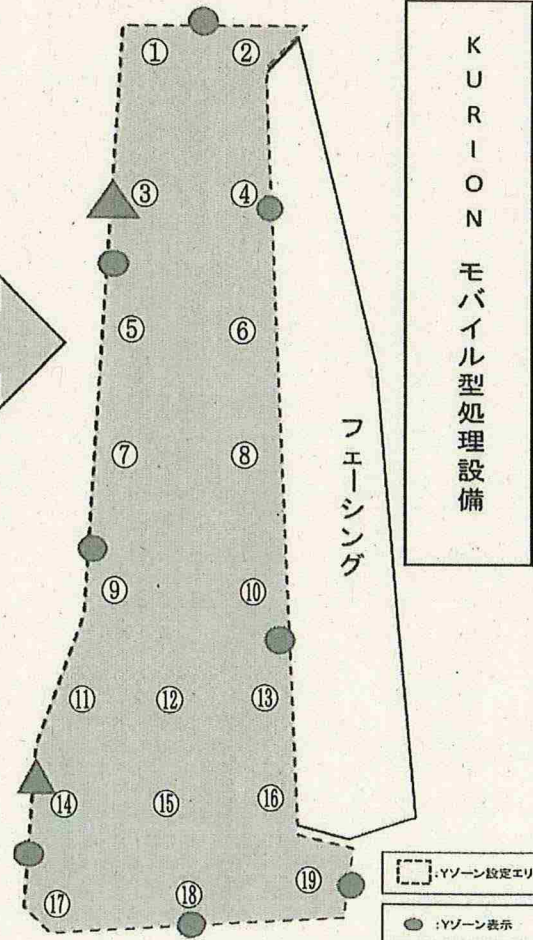 ① ②
③ ④
⑤ ⑥
⑦ ⑧
⑨ ⑩
⑪ ⑫ ⑬
⑭ ⑮ ⑯
⑰ ⑱ ⑲
フェーシング
KURION モバイル型処理設備
:Yゾーン設定エリ
:Yゾーン表示